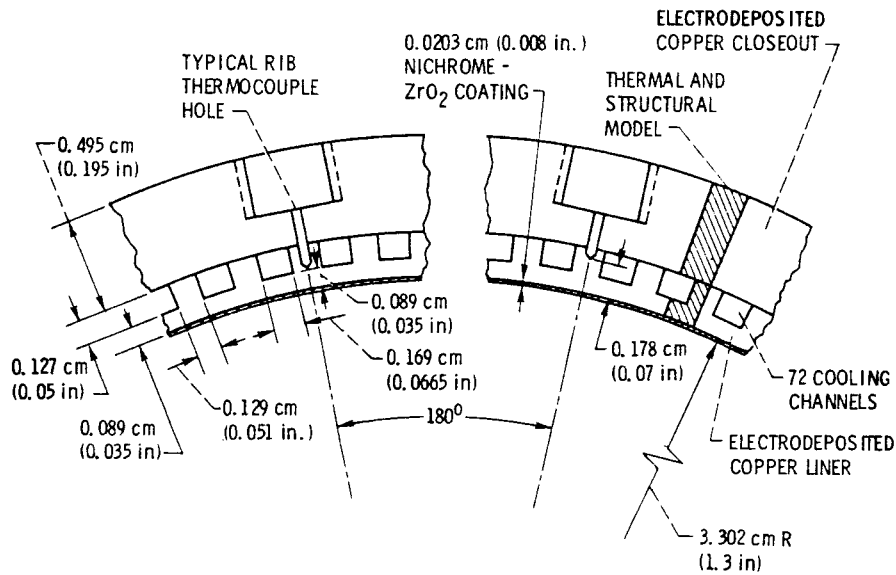 ELECTRODEPOSITED
COPPER CLOSEOUT
0.0203 cm (0.008 in.)
NICHROME -
ZrO2 COATING
TYPICAL RIB
THERMOCOUPLE
HOLE
THERMAL AND
STRUCTURAL
MODEL
0.495 cm
(0.195 in)
0.089 cm
(0.035 in)
0.169 cm
(0.0665 in)
0.178 cm
(0.07 in)
0.127 cm
(0.05 in)
0.129 cm
(0.051 in.)
0.089 cm
(0.035 in)
180⁰
72 COOLING
CHANNELS
ELECTRODEPOSITED
COPPER LINER
3.302 cm R
(1.3 in)